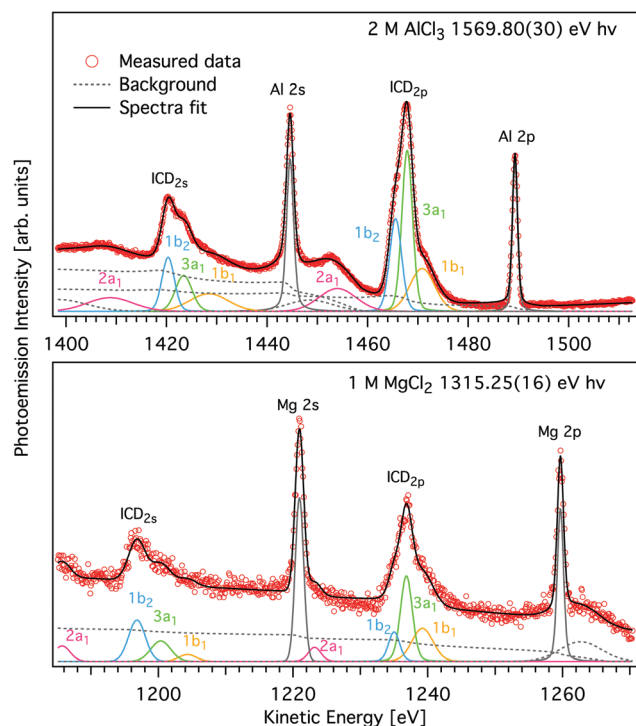 2 M AlCl₃ 1569.80(30) eV hν
Measured data
Background
Spectra fit
Al 2s
ICD₂ₚ
Al 2p
ICD₂ₛ
3a₁
1b₂
1b₂
3a₁
1b₁
2a₁
1b₁
2a₁
1400 1420 1440 1460 1480 1500
Photoemission Intensity [arb. units]
1 M MgCl₂ 1315.25(16) eV hν
Mg 2s
Mg 2p
ICD₂ₚ
ICD₂ₛ
1b₂
3a₁
3a₁
1b₂
1b₁
2a₁
1b₁
2a₁
1200 1220 1240 1260
Kinetic Energy [eV]